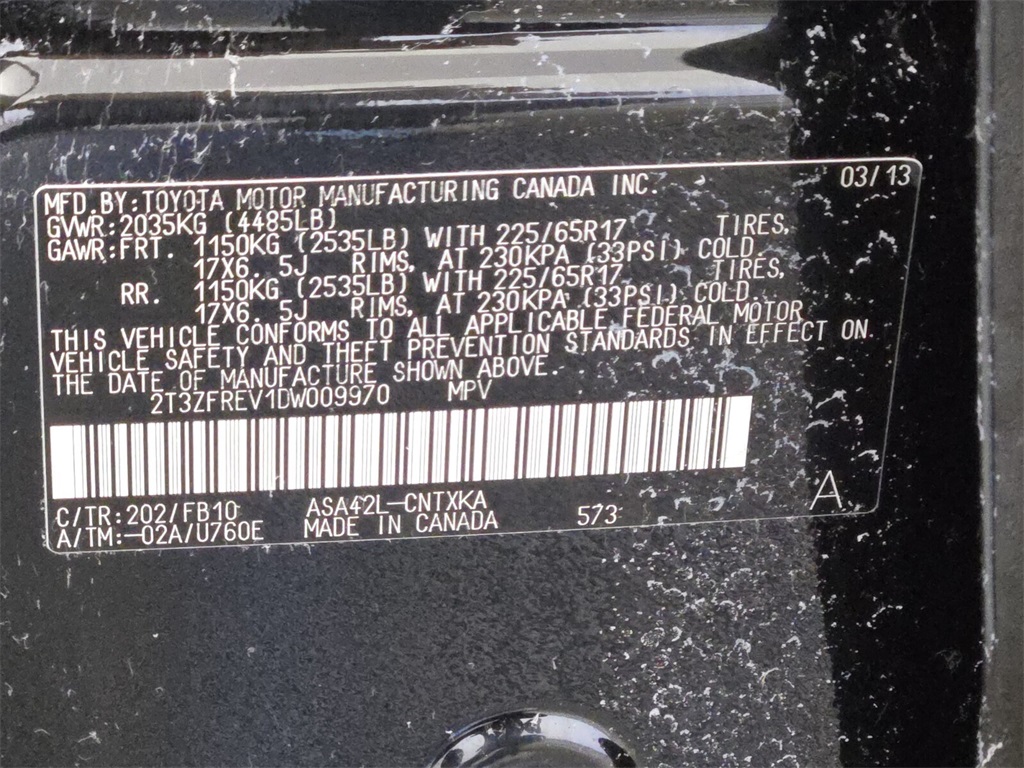 MFD.BY:TOYOTA MOTOR MANUFACTURING CANADA INC. 03/13
GVWR:2035KG (4485LB)
GAWR:FRT. 1150KG (2535LB) WITH 225/65R17 TIRES,
17X6. 5J RIMS, AT 230KPA (33PSI) COLD.
RR. 1150KG (2535LB) WITH 225/65R17 TIRES,
17X6. 5J RIMS, AT 230KPA (33PSI) COLD.
THIS VEHICLE CONFORMS TO ALL APPLICABLE FEDERAL MOTOR
VEHICLE SAFETY AND THEFT PREVENTION STANDARDS IN EFFECT ON
THE DATE OF MANUFACTURE SHOWN ABOVE.
2T3ZFREV1DW009970 MPV
C/TR:202/FB10 ASA42L-CNTXKA 573 A
A/TM:-02A/U760E MADE IN CANADA